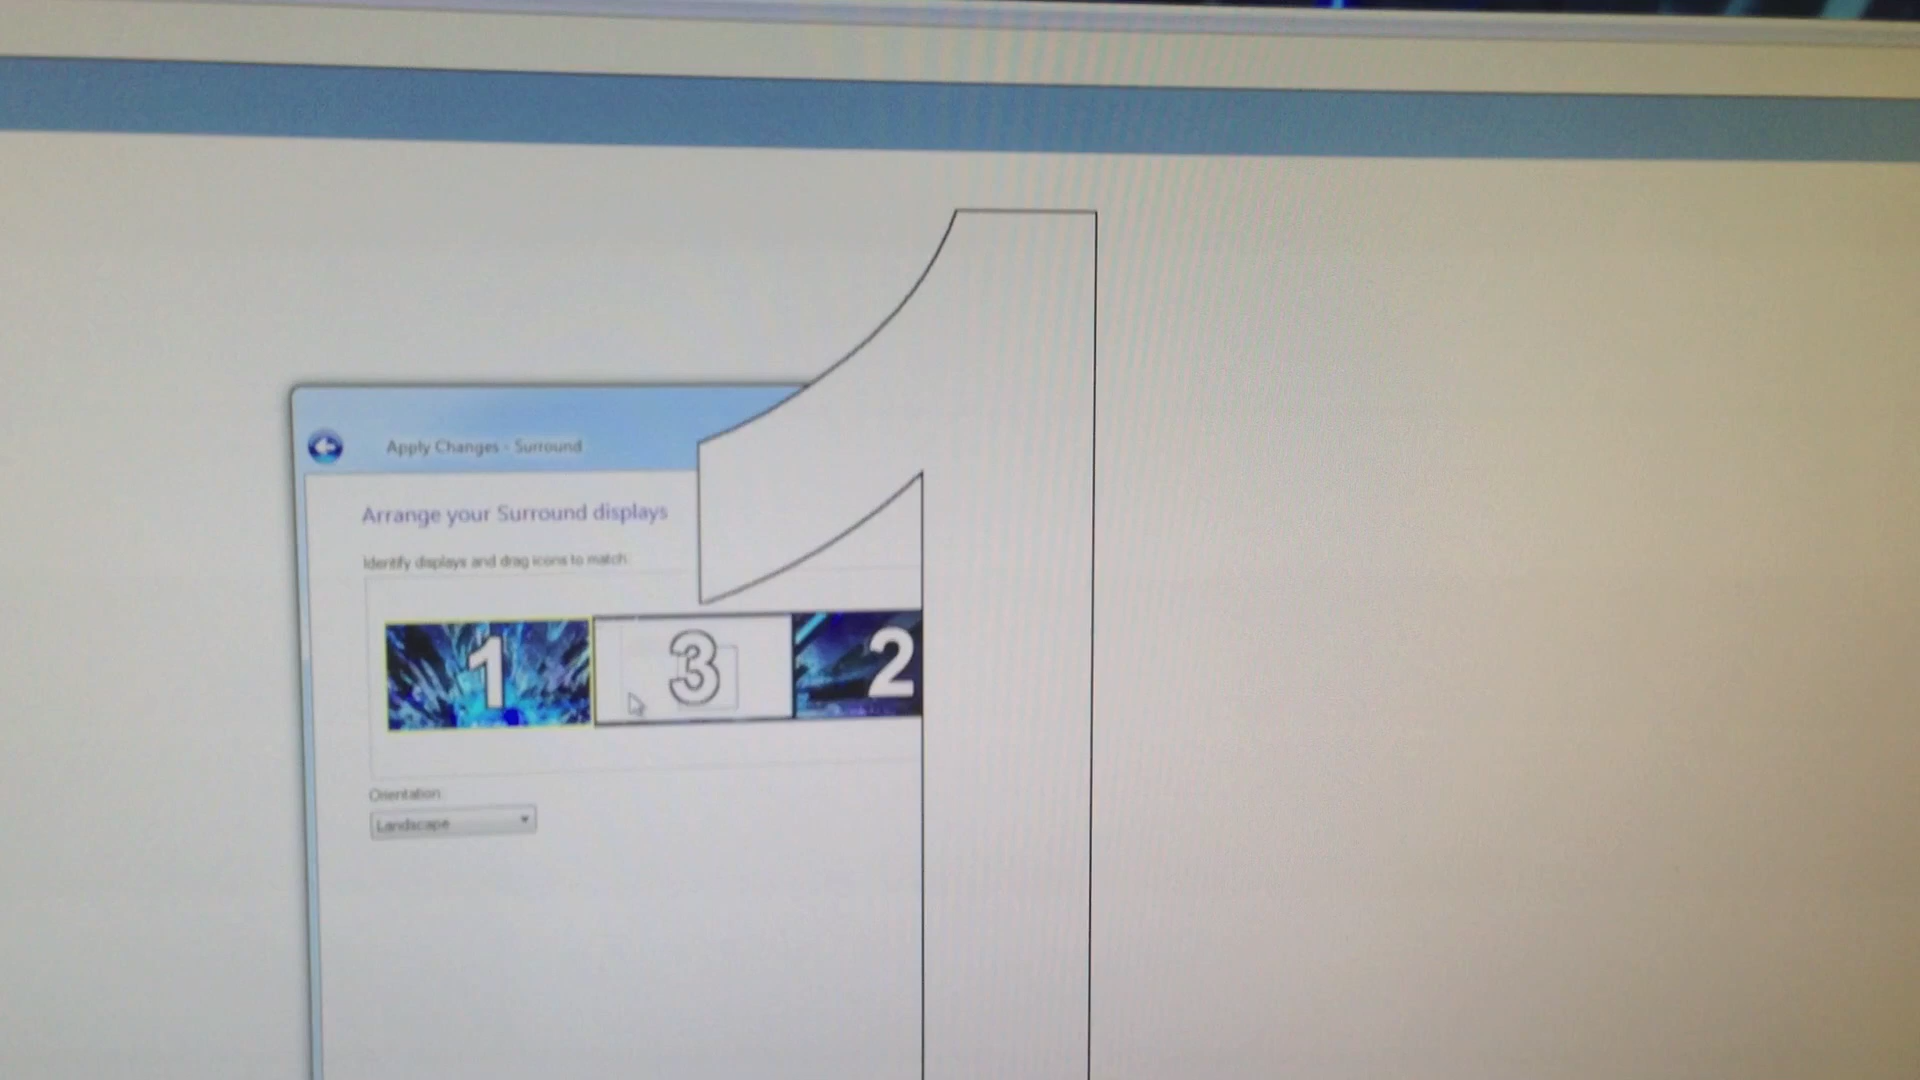 1
Apply Changes - Surround
Arrange your Surround displays
Identify displays and drag icons to match.
1 3 2
Orientation:
Landscape